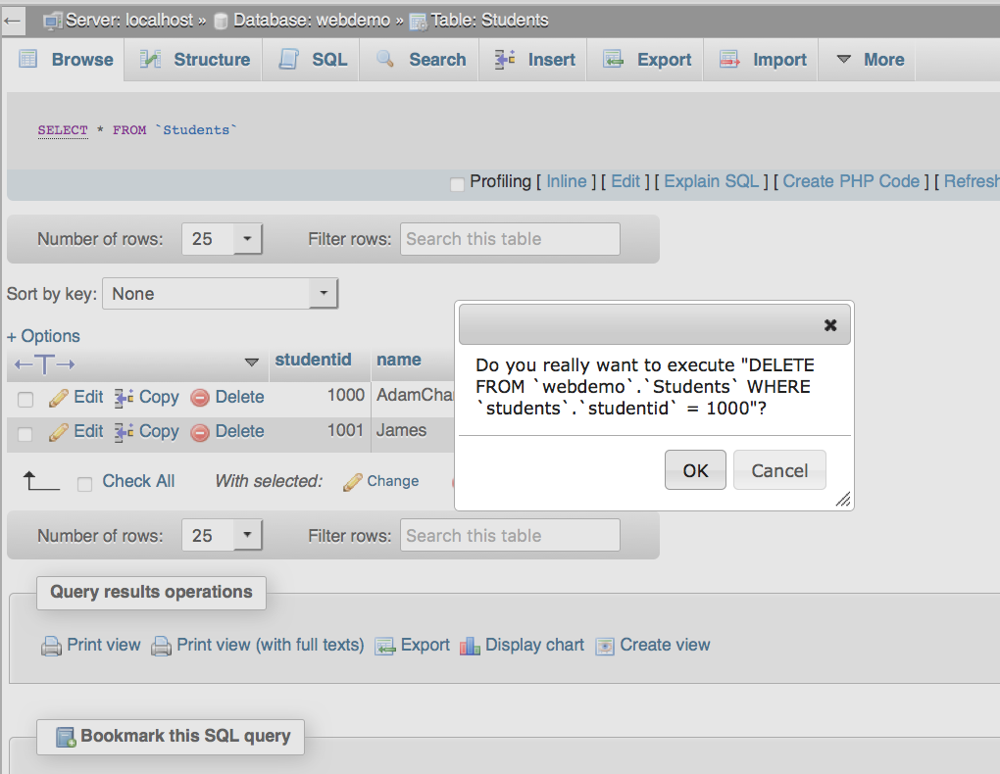 Server: localhost » Database: webdemo » Table: Students
Browse Structure SQL Search Insert Export Import More
SELECT * FROM `Students`
Profiling [ Inline ] [ Edit ] [ Explain SQL ] [ Create PHP Code ] [ Refresh
Number of rows: 25 Filter rows: Search this table
Sort by key: None
+ Options
←T→ studentid name
Edit Copy Delete 1000 AdamCha
Edit Copy Delete 1001 James
Check All With selected: Change
Do you really want to execute "DELETE
FROM `webdemo`.`Students` WHERE
`students`.`studentid` = 1000"?
OK Cancel
Number of rows: 25 Filter rows: Search this table
Query results operations
Print view Print view (with full texts) Export Display chart Create view
Bookmark this SQL query